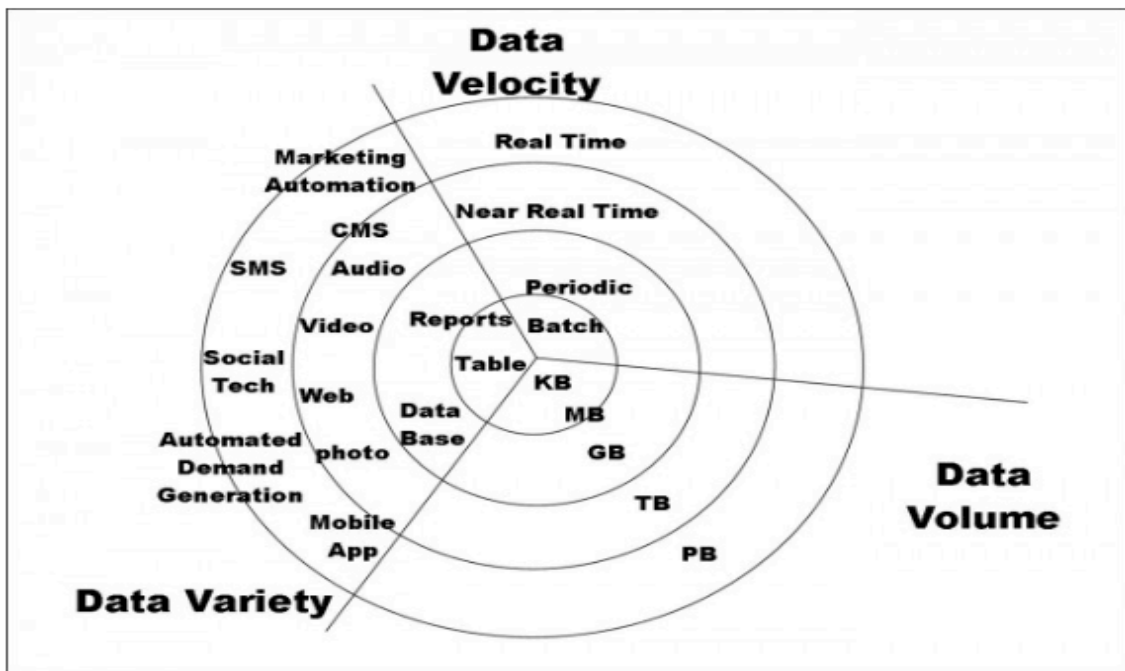 Data
Velocity
Real Time
Near Real Time
Periodic
Batch
Marketing
Automation
CMS
SMS
Audio
Reports
Video
Table
Social
Tech
Web
Data
Base
Automated
Demand
Generation
photo
Mobile
App
Data Variety
KB
MB
GB
TB
PB
Data
Volume